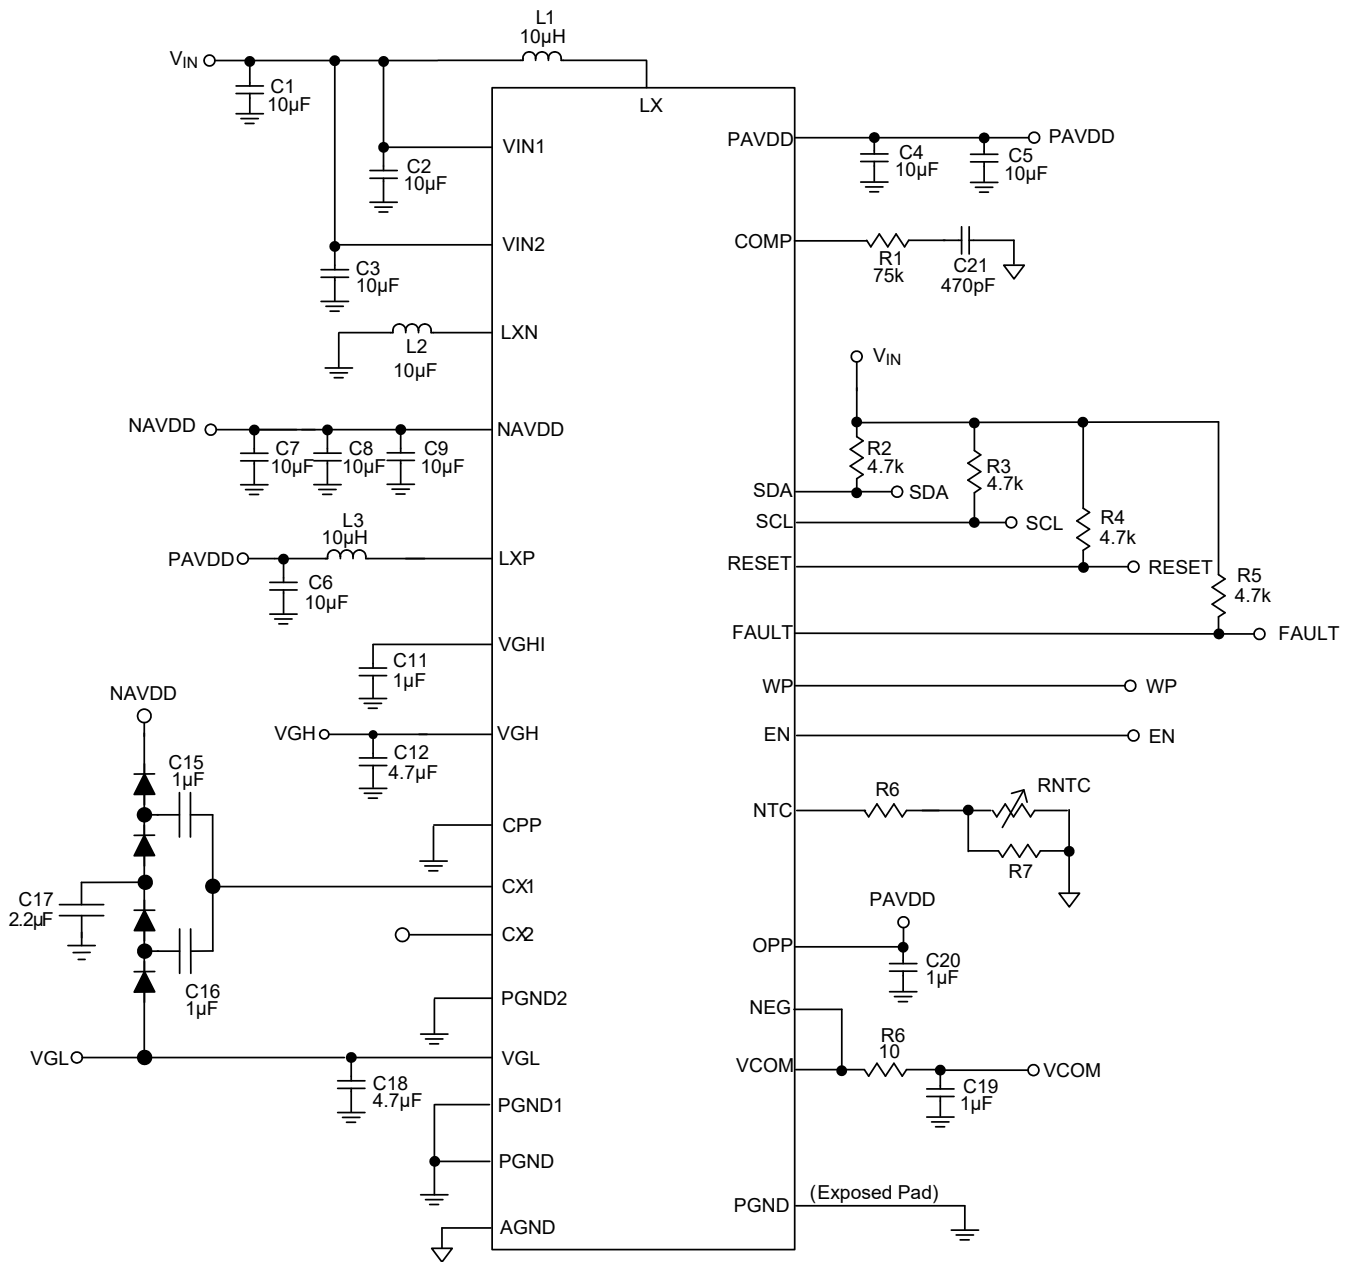 L1
10µH
VIN
C1
10µF
LX
VIN1
C2
10µF
VIN2
C3
10µF
LXN
L2
10µF
NAVDD
NAVDD
C7
10µF
C8
10µF
C9
10µF
L3
10µH
PAVDD
LXP
C6
10µF
VGHI
C11
1µF
NAVDD
VGH
VGH
C12
4.7µF
C15
1µF
CPP
CX1
C17
2.2µF
CX2
C16
1µF
PGND2
VGL
VGL
C18
4.7µF
PGND1
PGND
AGND
PAVDD
PAVDD
C4
10µF
C5
10µF
COMP
R1
75k
C21
470pF
VIN
R2
4.7k
R3
4.7k
SDA
SDA
SCL
SCL
R4
4.7k
RESET
RESET
R5
4.7k
FAULT
FAULT
WP
WP
EN
EN
NTC
R6
RNTC
R7
PAVDD
OPP
C20
1µF
NEG
R6
10
VCOM
VCOM
C19
1µF
PGND
(Exposed Pad)